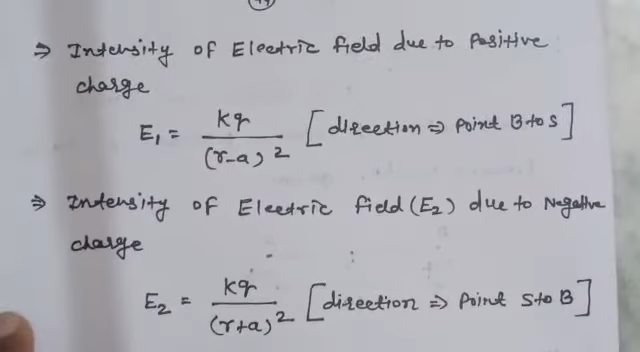 ⇒ Intensity of Electric field due to Positive
charge
E₁ = Kq/(r-a)² [direction ⇒ Point B to S]
⇒ Intensity of Electric field (E₂) due to Negative
charge
E₂ = Kq/(r+a)² [direction ⇒ Point S to B]